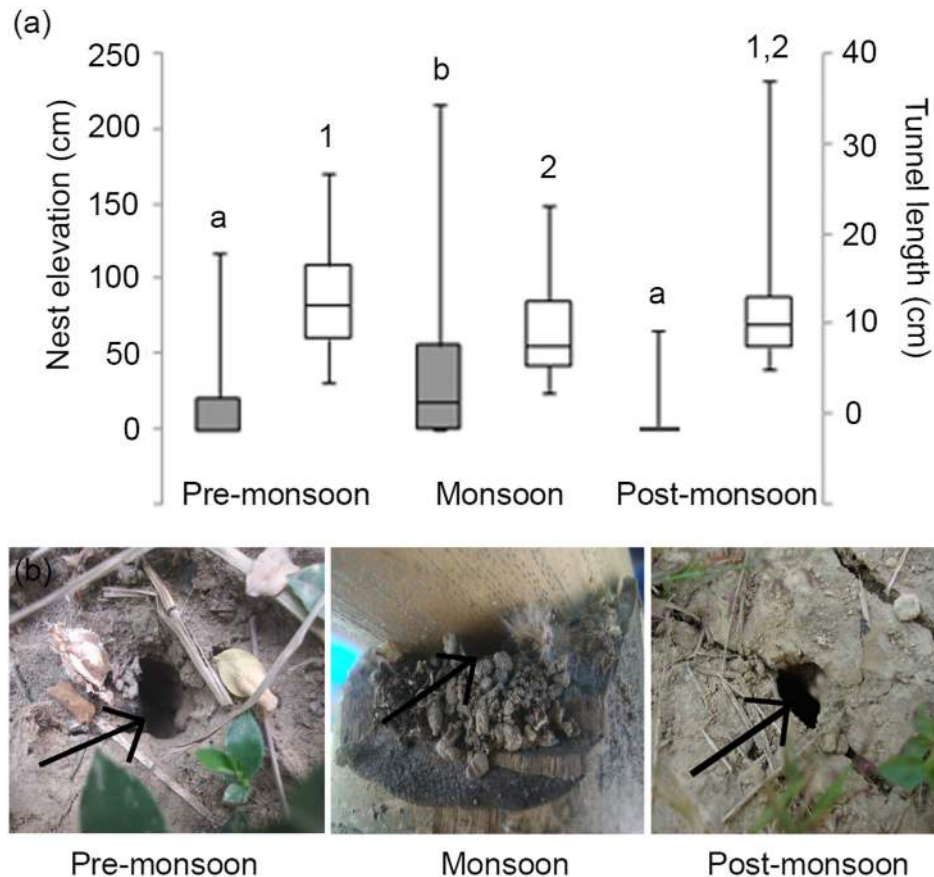 (a)
250
200
150
100
50
0
Nest elevation (cm)
a
1
b
2
a
1,2
40
30
20
10
0
Tunnel length (cm)
Pre-monsoon
Monsoon
Post-monsoon
(b)
Pre-monsoon
Monsoon
Post-monsoon